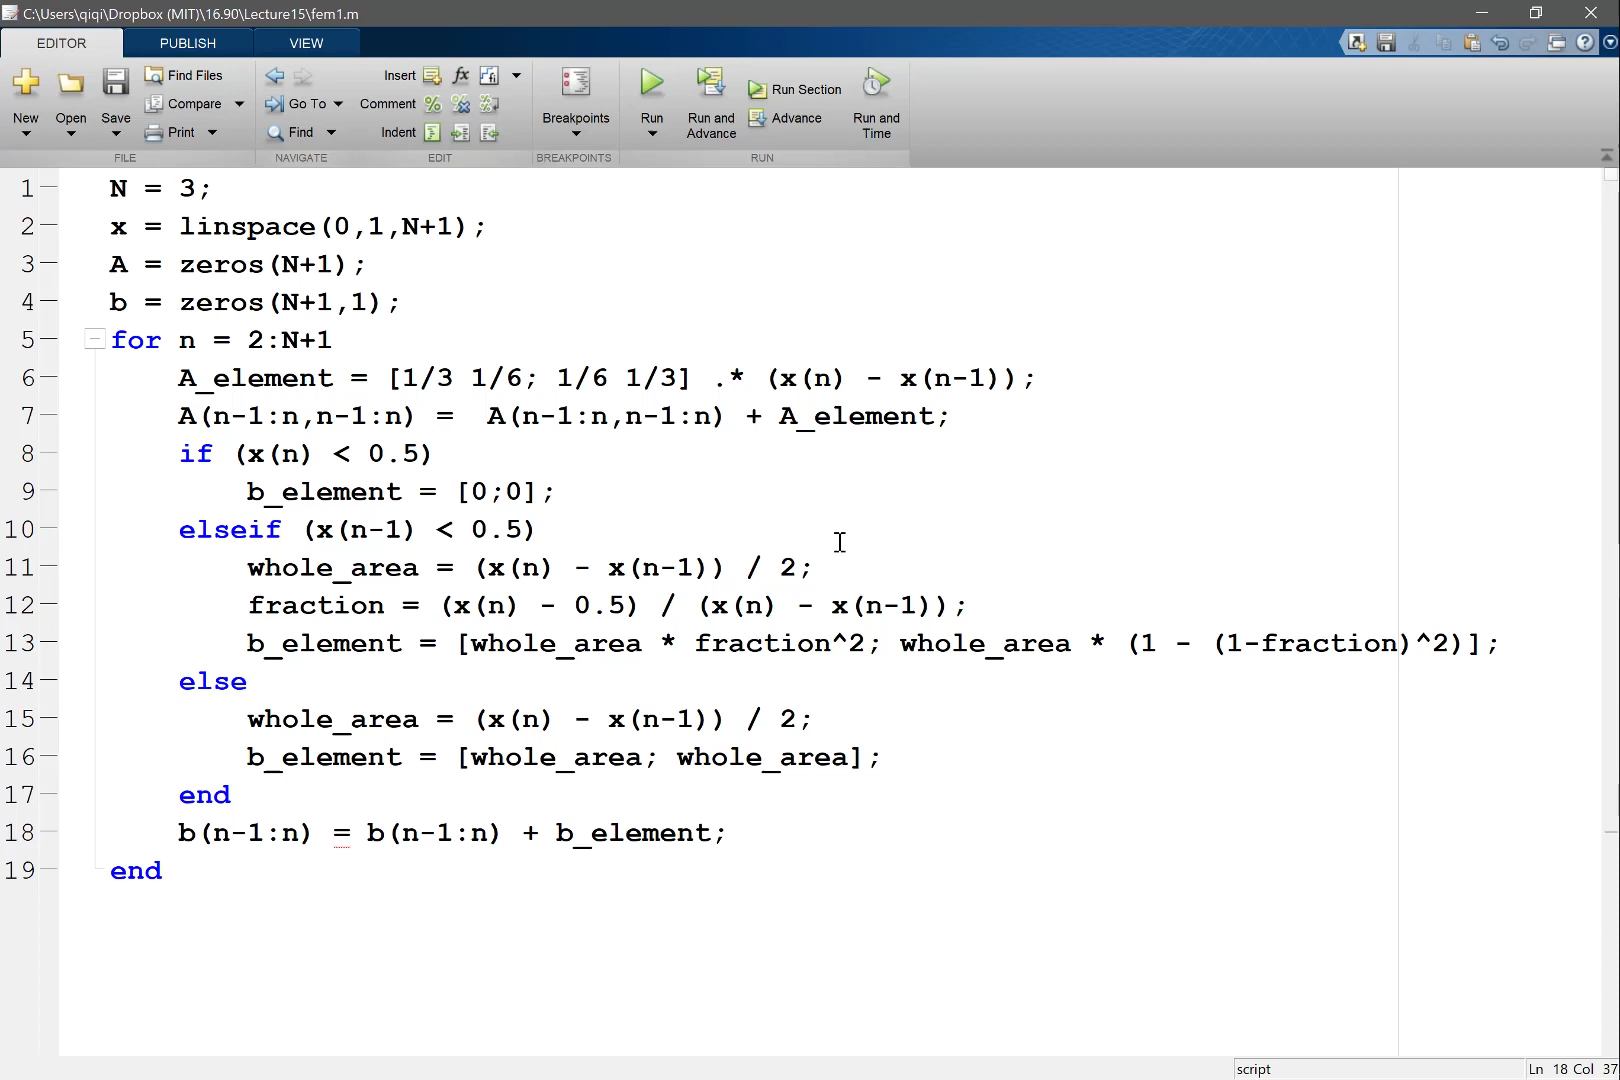 C:\Users\qiqi\Dropbox (MIT)\16.90\Lecture15\fem1.m
EDITOR PUBLISH VIEW
New Open Save Find Files Compare Print
FILE
Go To Find
NAVIGATE
Insert fx
Comment
Indent
EDIT
Breakpoints
BREAKPOINTS
Run Run and Advance Run Section Advance Run and Time
RUN
1 N = 3;
2 x = linspace(0,1,N+1);
3 A = zeros(N+1);
4 b = zeros(N+1,1);
5 for n = 2:N+1
6 A_element = [1/3 1/6; 1/6 1/3] .* (x(n) - x(n-1));
7 A(n-1:n,n-1:n) =  A(n-1:n,n-1:n) + A_element;
8 if (x(n) < 0.5)
9 b_element = [0;0];
10 elseif (x(n-1) < 0.5)
11 whole_area = (x(n) - x(n-1)) / 2;
12 fraction = (x(n) - 0.5) / (x(n) - x(n-1));
13 b_element = [whole_area * fraction^2; whole_area * (1 - (1-fraction)^2)];
14 else
15 whole_area = (x(n) - x(n-1)) / 2;
16 b_element = [whole_area; whole_area];
17 end
18 b(n-1:n) = b(n-1:n) + b_element;
19 end
script Ln 18 Col 37